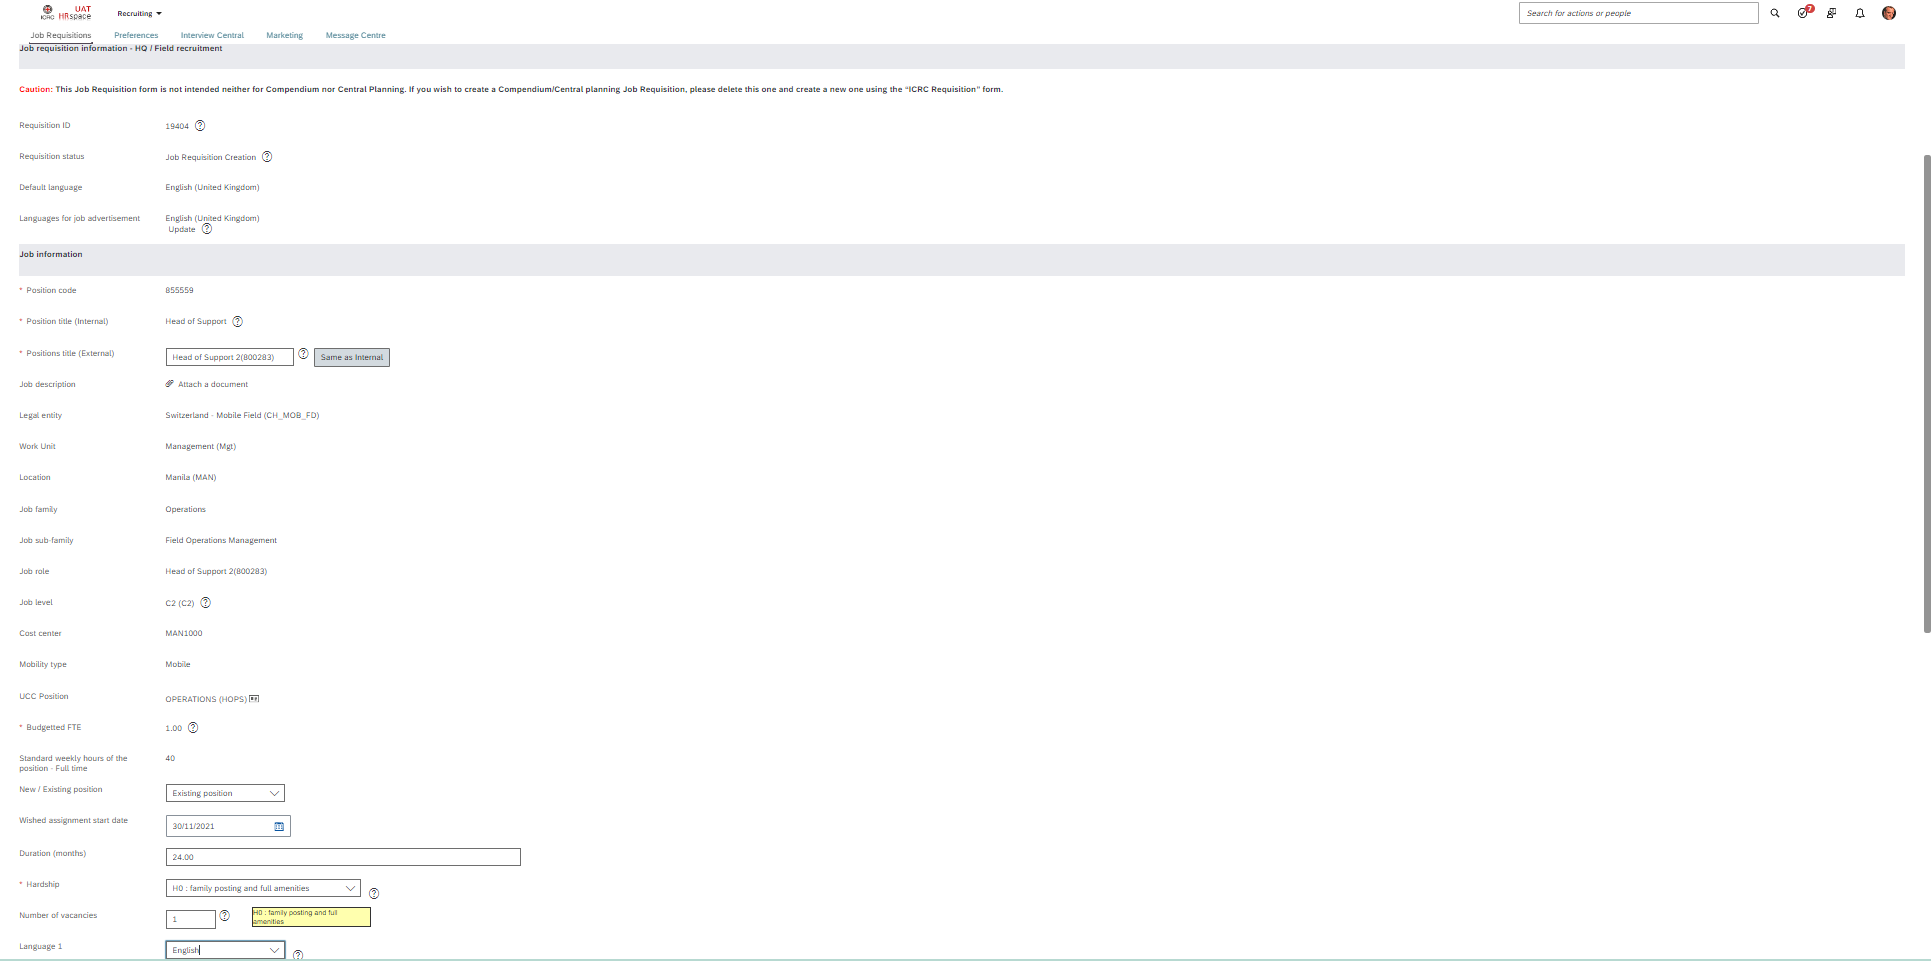 UAT
ICRC HRspace
Recruiting
Search for actions or people
7
Job Requisitions
Preferences
Interview Central
Marketing
Message Centre
Job requisition information - HQ / Field recruitment
Caution: This Job Requisition form is not intended neither for Compendium nor Central Planning. If you wish to create a Compendium/Central planning Job Requisition, please delete this one and create a new one using the “ICRC Requisition” form.
Requisition ID 19404 ?
Requisition status Job Requisition Creation ?
Default language English (United Kingdom)
Languages for job advertisement English (United Kingdom)
Update ?
Job information
* Position code 855559
* Position title (Internal) Head of Support ?
* Positions title (External) Head of Support 2(800283) ? Same as Internal
Job description Attach a document
Legal entity Switzerland - Mobile Field (CH_MOB_FD)
Work Unit Management (Mgt)
Location Manila (MAN)
Job family Operations
Job sub-family Field Operations Management
Job role Head of Support 2(800283)
Job level C2 (C2) ?
Cost center MAN1000
Mobility type Mobile
UCC Position OPERATIONS (HOPS)
* Budgetted FTE 1.00 ?
Standard weekly hours of the 40
position - Full time
New / Existing position Existing position
Wished assignment start date 30/11/2021
Duration (months) 24.00
* Hardship H0 : family posting and full amenities ?
Number of vacancies 1 ? H0 : family posting and full
amenities
Language 1 English ?